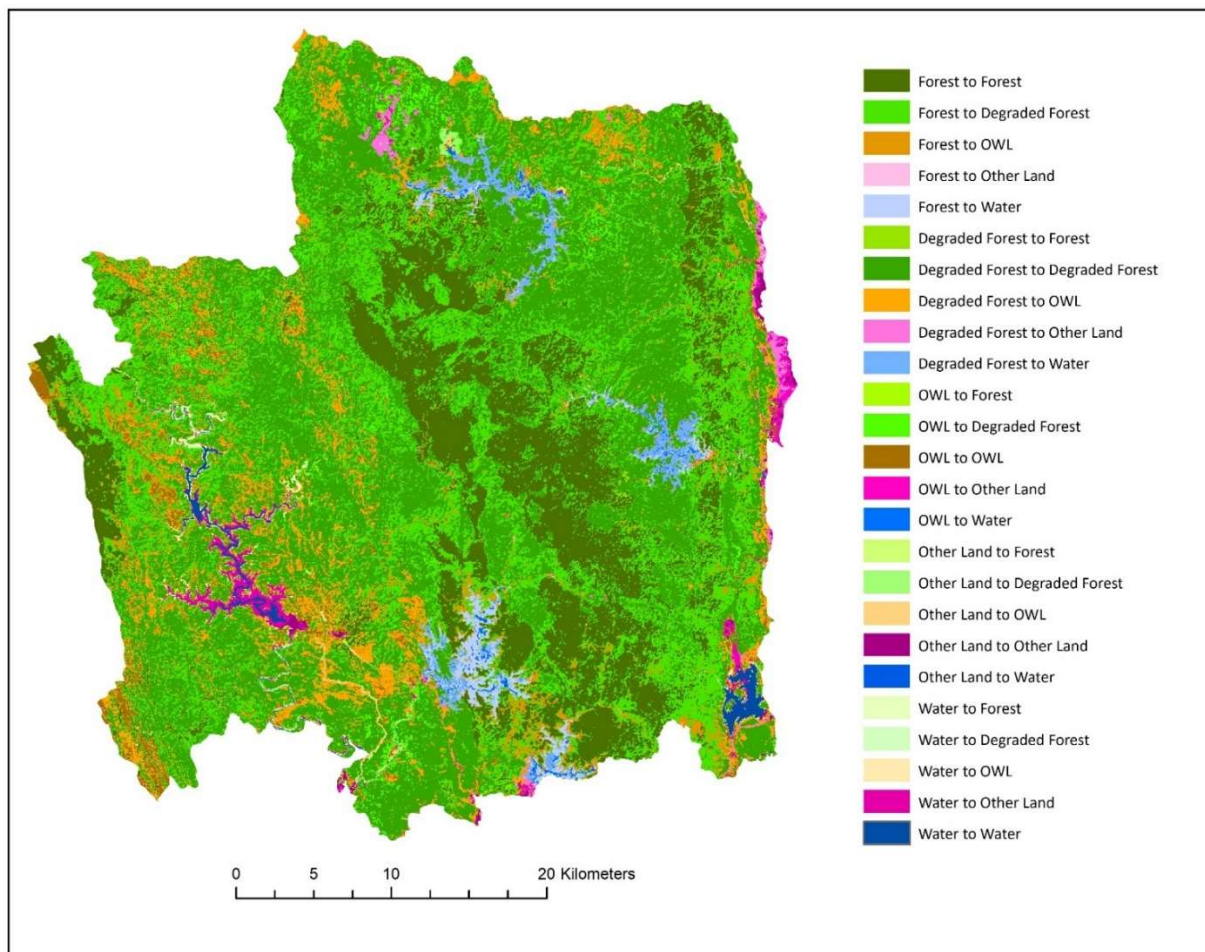 Forest to Forest
Forest to Degraded Forest
Forest to OWL
Forest to Other Land
Forest to Water
Degraded Forest to Forest
Degraded Forest to Degraded Forest
Degraded Forest to OWL
Degraded Forest to Other Land
Degraded Forest to Water
OWL to Forest
OWL to Degraded Forest
OWL to OWL
OWL to Other Land
OWL to Water
Other Land to Forest
Other Land to Degraded Forest
Other Land to OWL
Other Land to Other Land
Other Land to Water
Water to Forest
Water to Degraded Forest
Water to OWL
Water to Other Land
Water to Water
0 5 10 20 Kilometers